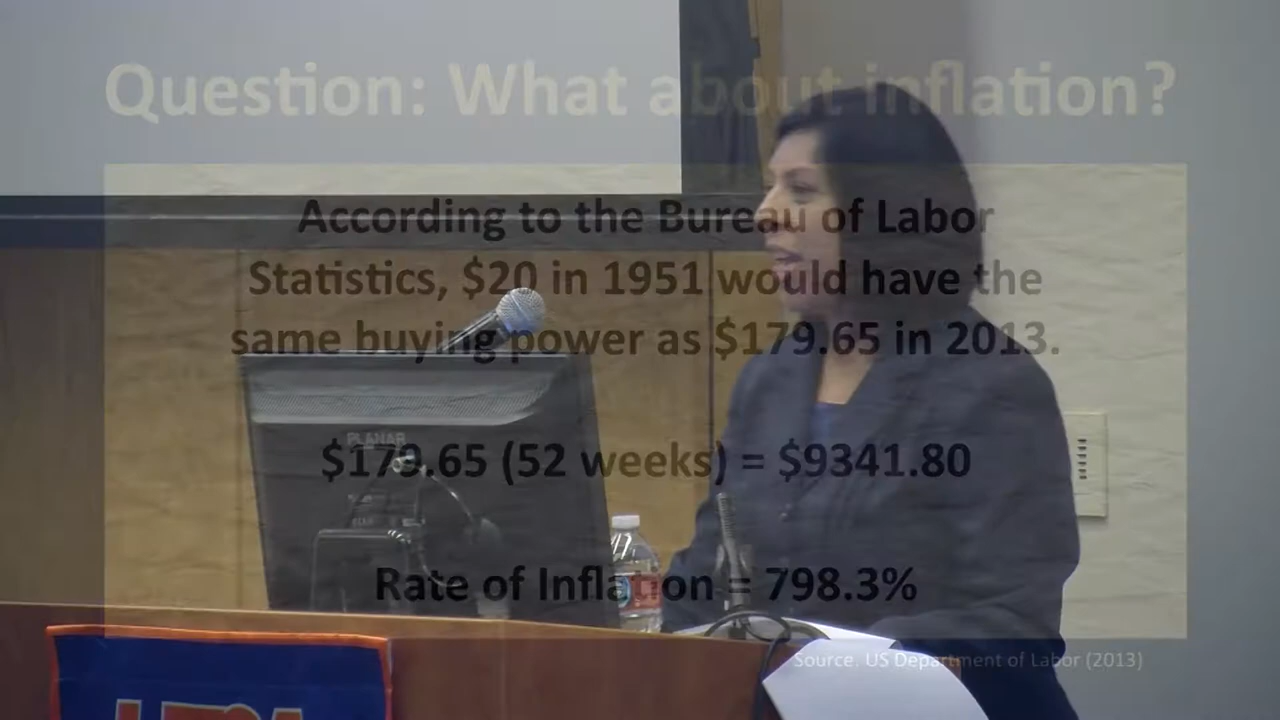 Question: What about inflation?
According to the Bureau of Labor
Statistics, $20 in 1951 would have the
same buying power as $179.65 in 2013.
$179.65 (52 weeks) = $9341.80
PLANAR
Rate of Inflation = 798.3%
Source. US Department of Labor (2013)
UTSA